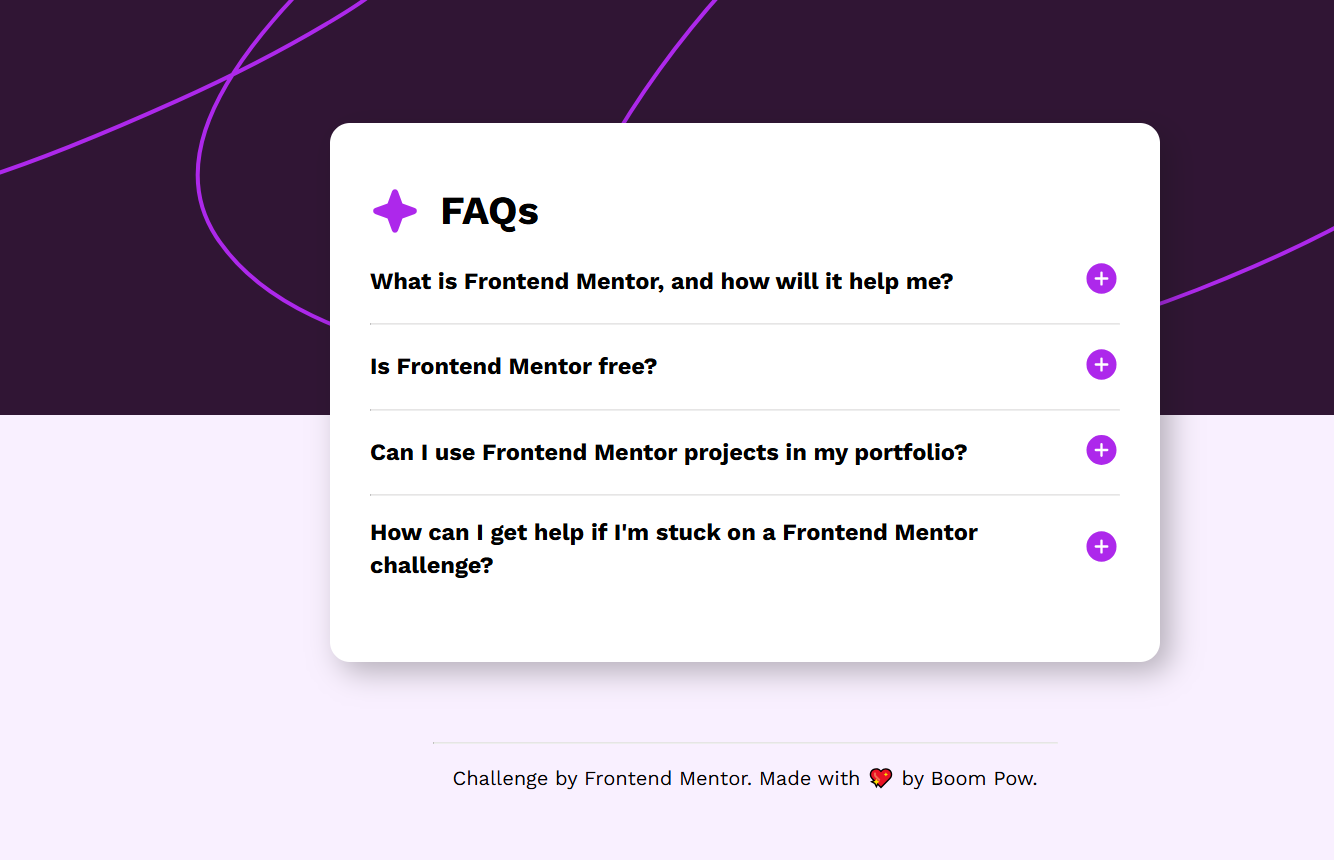 FAQs
What is Frontend Mentor, and how will it help me?
Is Frontend Mentor free?
Can I use Frontend Mentor projects in my portfolio?
How can I get help if I'm stuck on a Frontend Mentor
challenge?
Challenge by Frontend Mentor. Made with 💖 by Boom Pow.